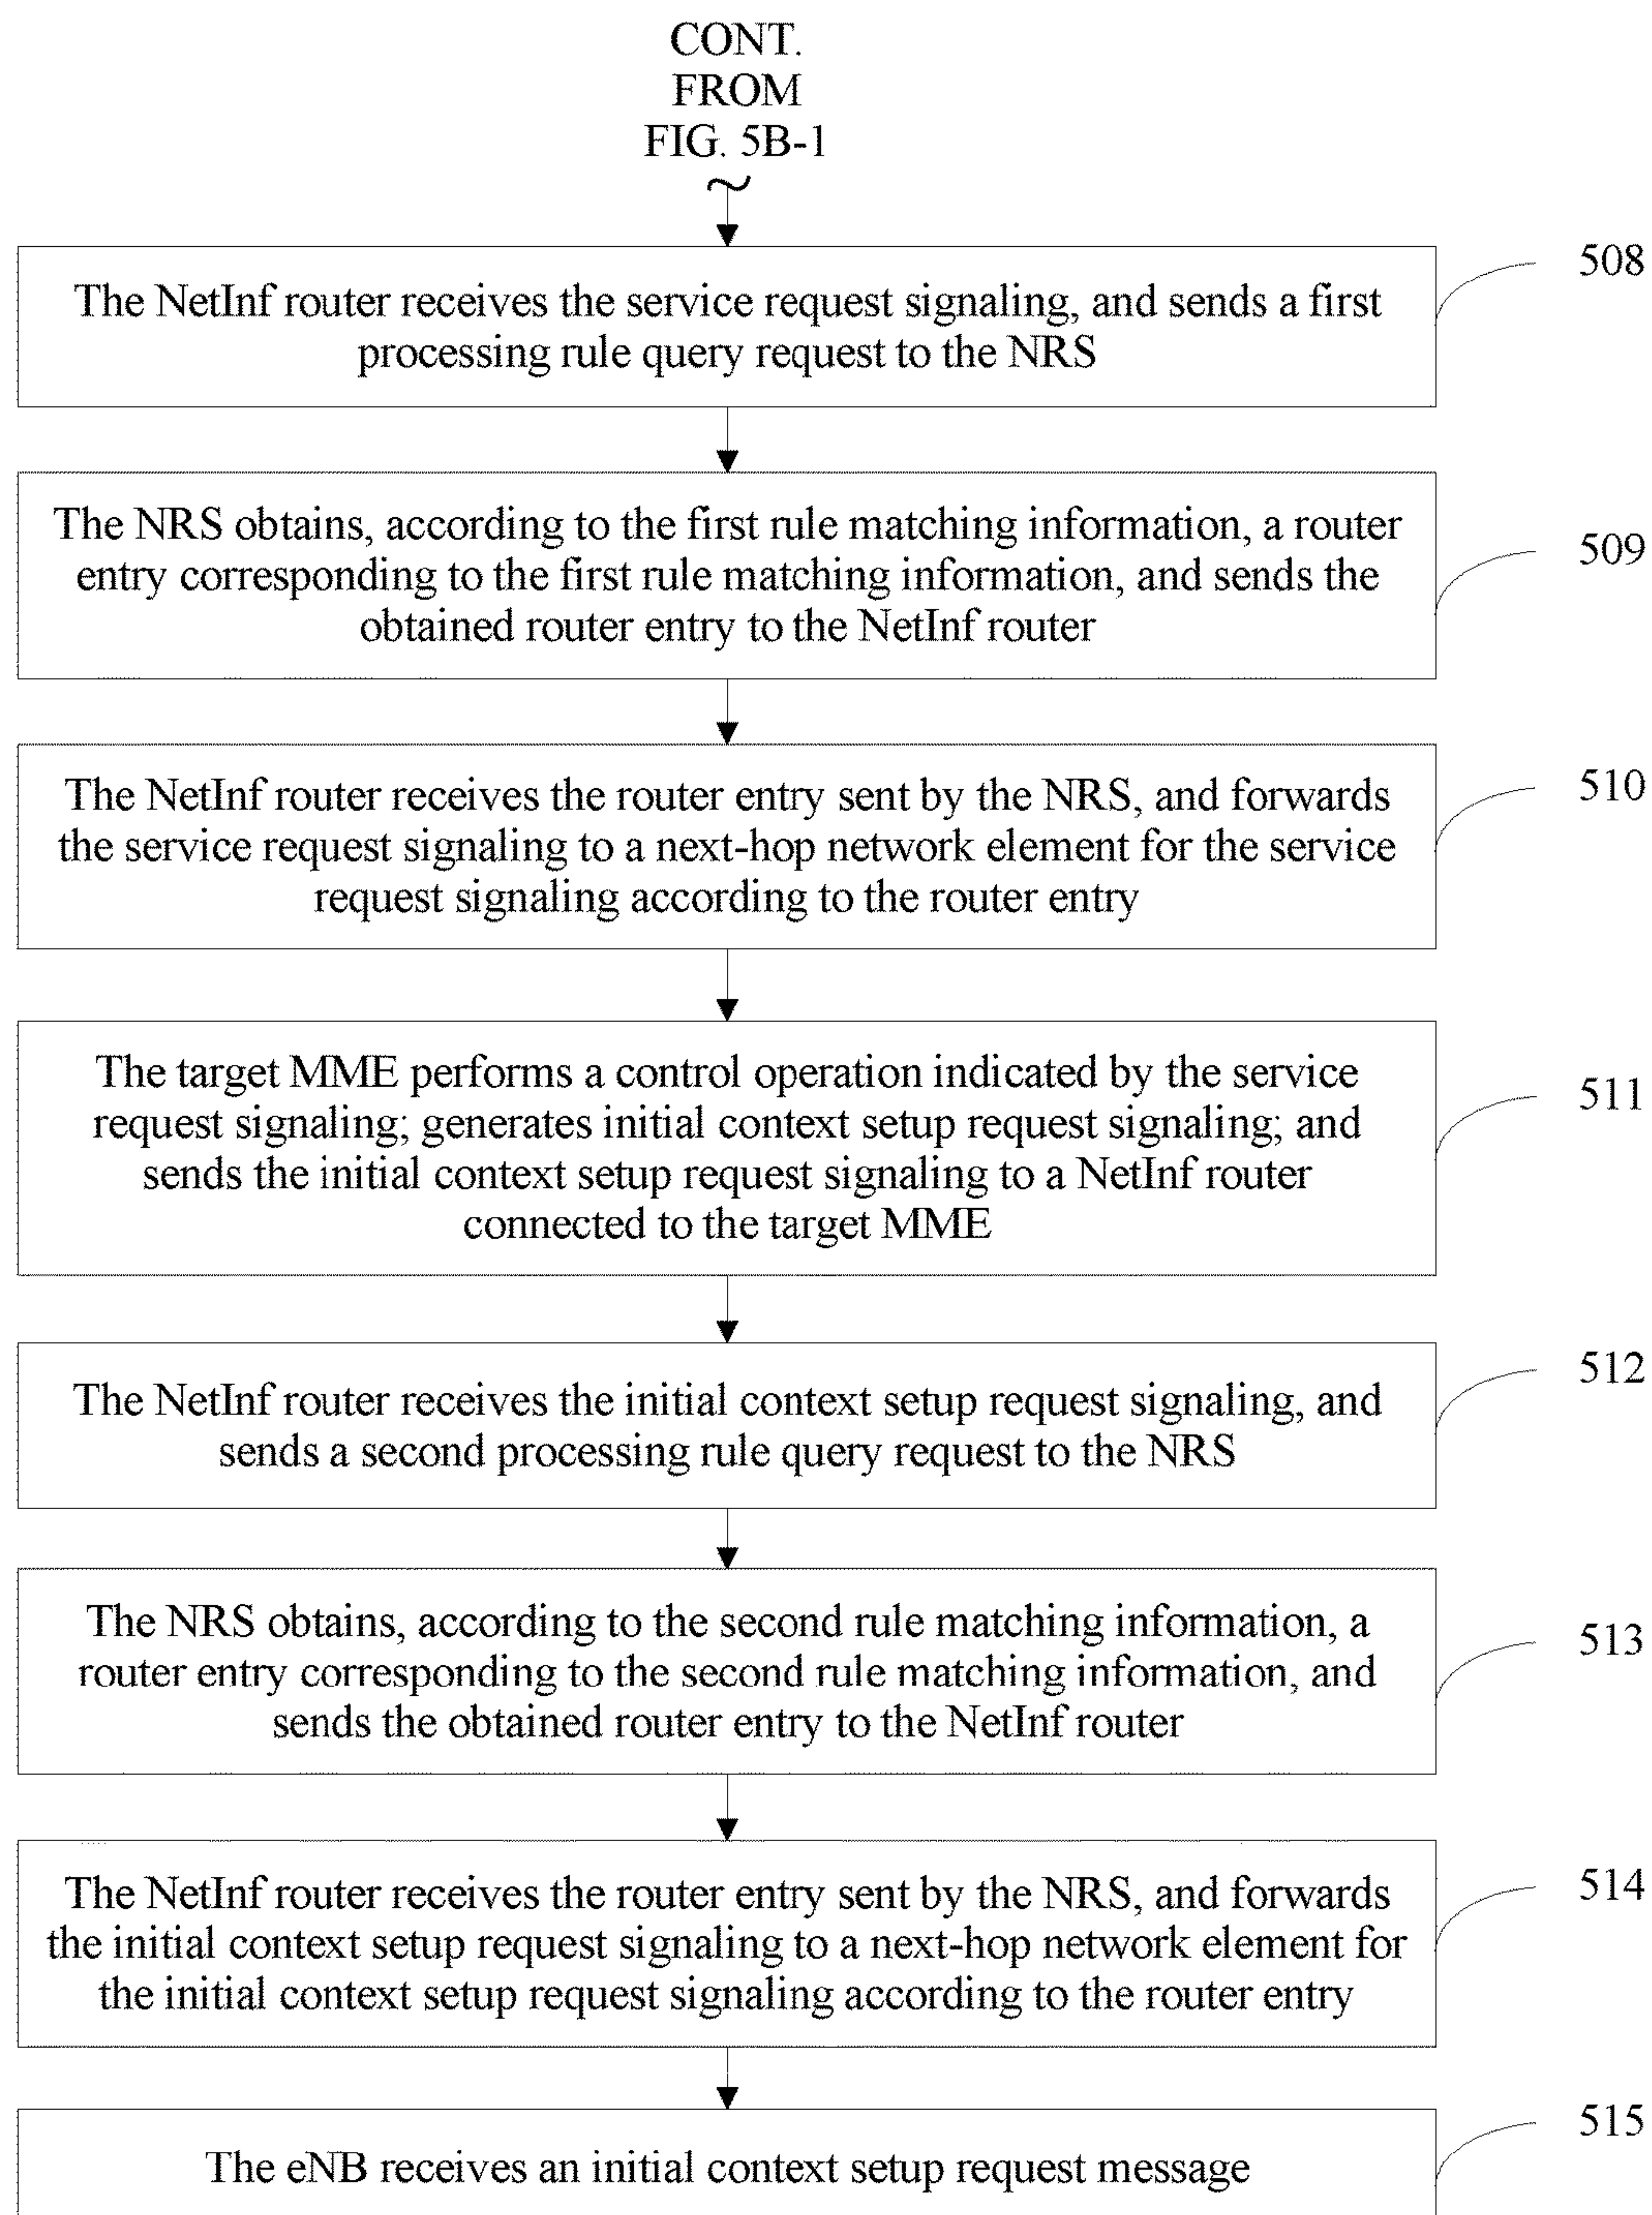 CONT.
FROM
FIG. 5B-1
508
The NetInf router receives the service request signaling, and sends a first
processing rule query request to the NRS
509
The NRS obtains, according to the first rule matching information, a router
entry corresponding to the first rule matching information, and sends the
obtained router entry to the NetInf router
510
The NetInf router receives the router entry sent by the NRS, and forwards
the service request signaling to a next-hop network element for the service
request signaling according to the router entry
511
The target MME performs a control operation indicated by the service
request signaling; generates initial context setup request signaling; and
sends the initial context setup request signaling to a NetInf router
connected to the target MME
512
The NetInf router receives the initial context setup request signaling, and
sends a second processing rule query request to the NRS
513
The NRS obtains, according to the second rule matching information, a
router entry corresponding to the second rule matching information, and
sends the obtained router entry to the NetInf router
514
The NetInf router receives the router entry sent by the NRS, and forwards
the initial context setup request signaling to a next-hop network element for
the initial context setup request signaling according to the router entry
515
The eNB receives an initial context setup request message